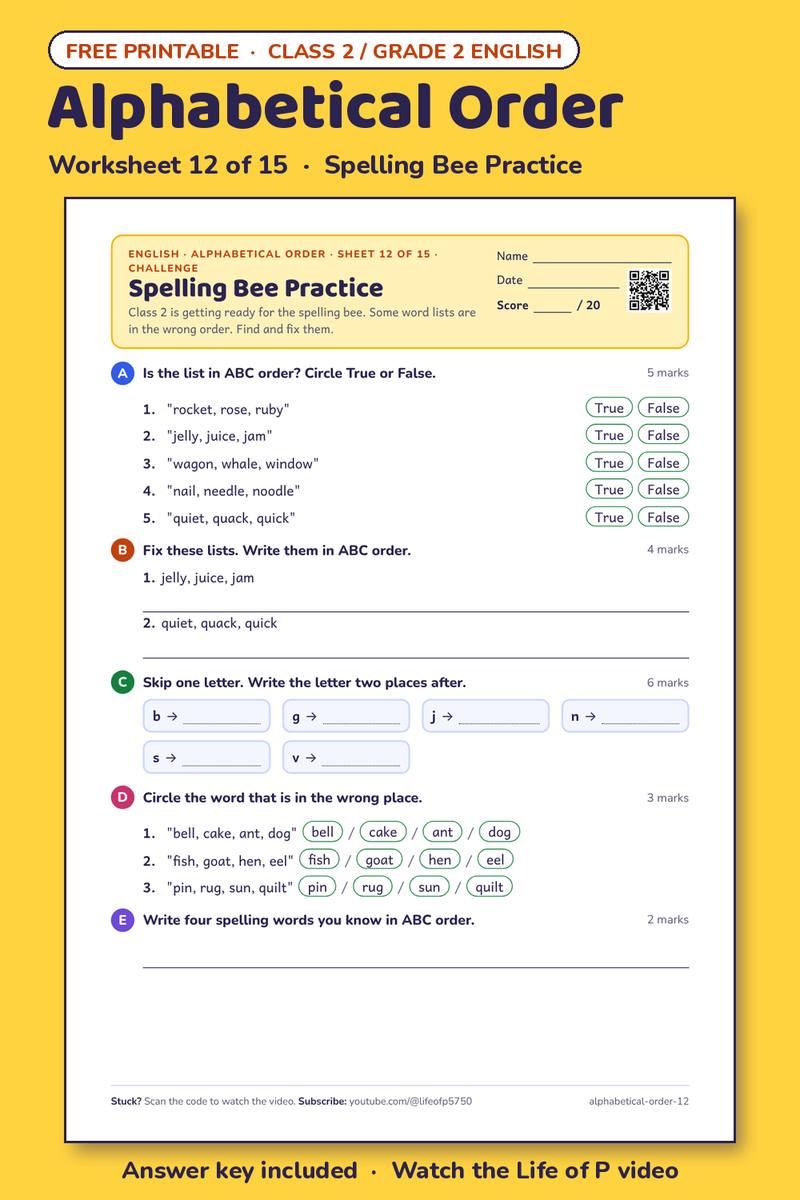 FREE PRINTABLE · CLASS 2 / GRADE 2 ENGLISH
Alphabetical Order
Worksheet 12 of 15 · Spelling Bee Practice
ENGLISH · ALPHABETICAL ORDER · SHEET 12 OF 15 ·
CHALLENGE
Spelling Bee Practice
Class 2 is getting ready for the spelling bee. Some word lists are
in the wrong order. Find and fix them.
Name ____________
Date ____________
Score ______ / 20
A Is the list in ABC order? Circle True or False. 5 marks
1. "rocket, rose, ruby" True False
2. "jelly, juice, jam" True False
3. "wagon, whale, window" True False
4. "nail, needle, noodle" True False
5. "quiet, quack, quick" True False
B Fix these lists. Write them in ABC order. 4 marks
1. jelly, juice, jam
2. quiet, quack, quick
C Skip one letter. Write the letter two places after. 6 marks
b → ____________ g → ____________ j → ____________ n → ____________
s → ____________ v → ____________
D Circle the word that is in the wrong place. 3 marks
1. "bell, cake, ant, dog" bell / cake / ant / dog
2. "fish, goat, hen, eel" fish / goat / hen / eel
3. "pin, rug, sun, quilt" pin / rug / sun / quilt
E Write four spelling words you know in ABC order. 2 marks
Stuck? Scan the code to watch the video. Subscribe: youtube.com/@lifeofp5750 alphabetical-order-12
Answer key included · Watch the Life of P video